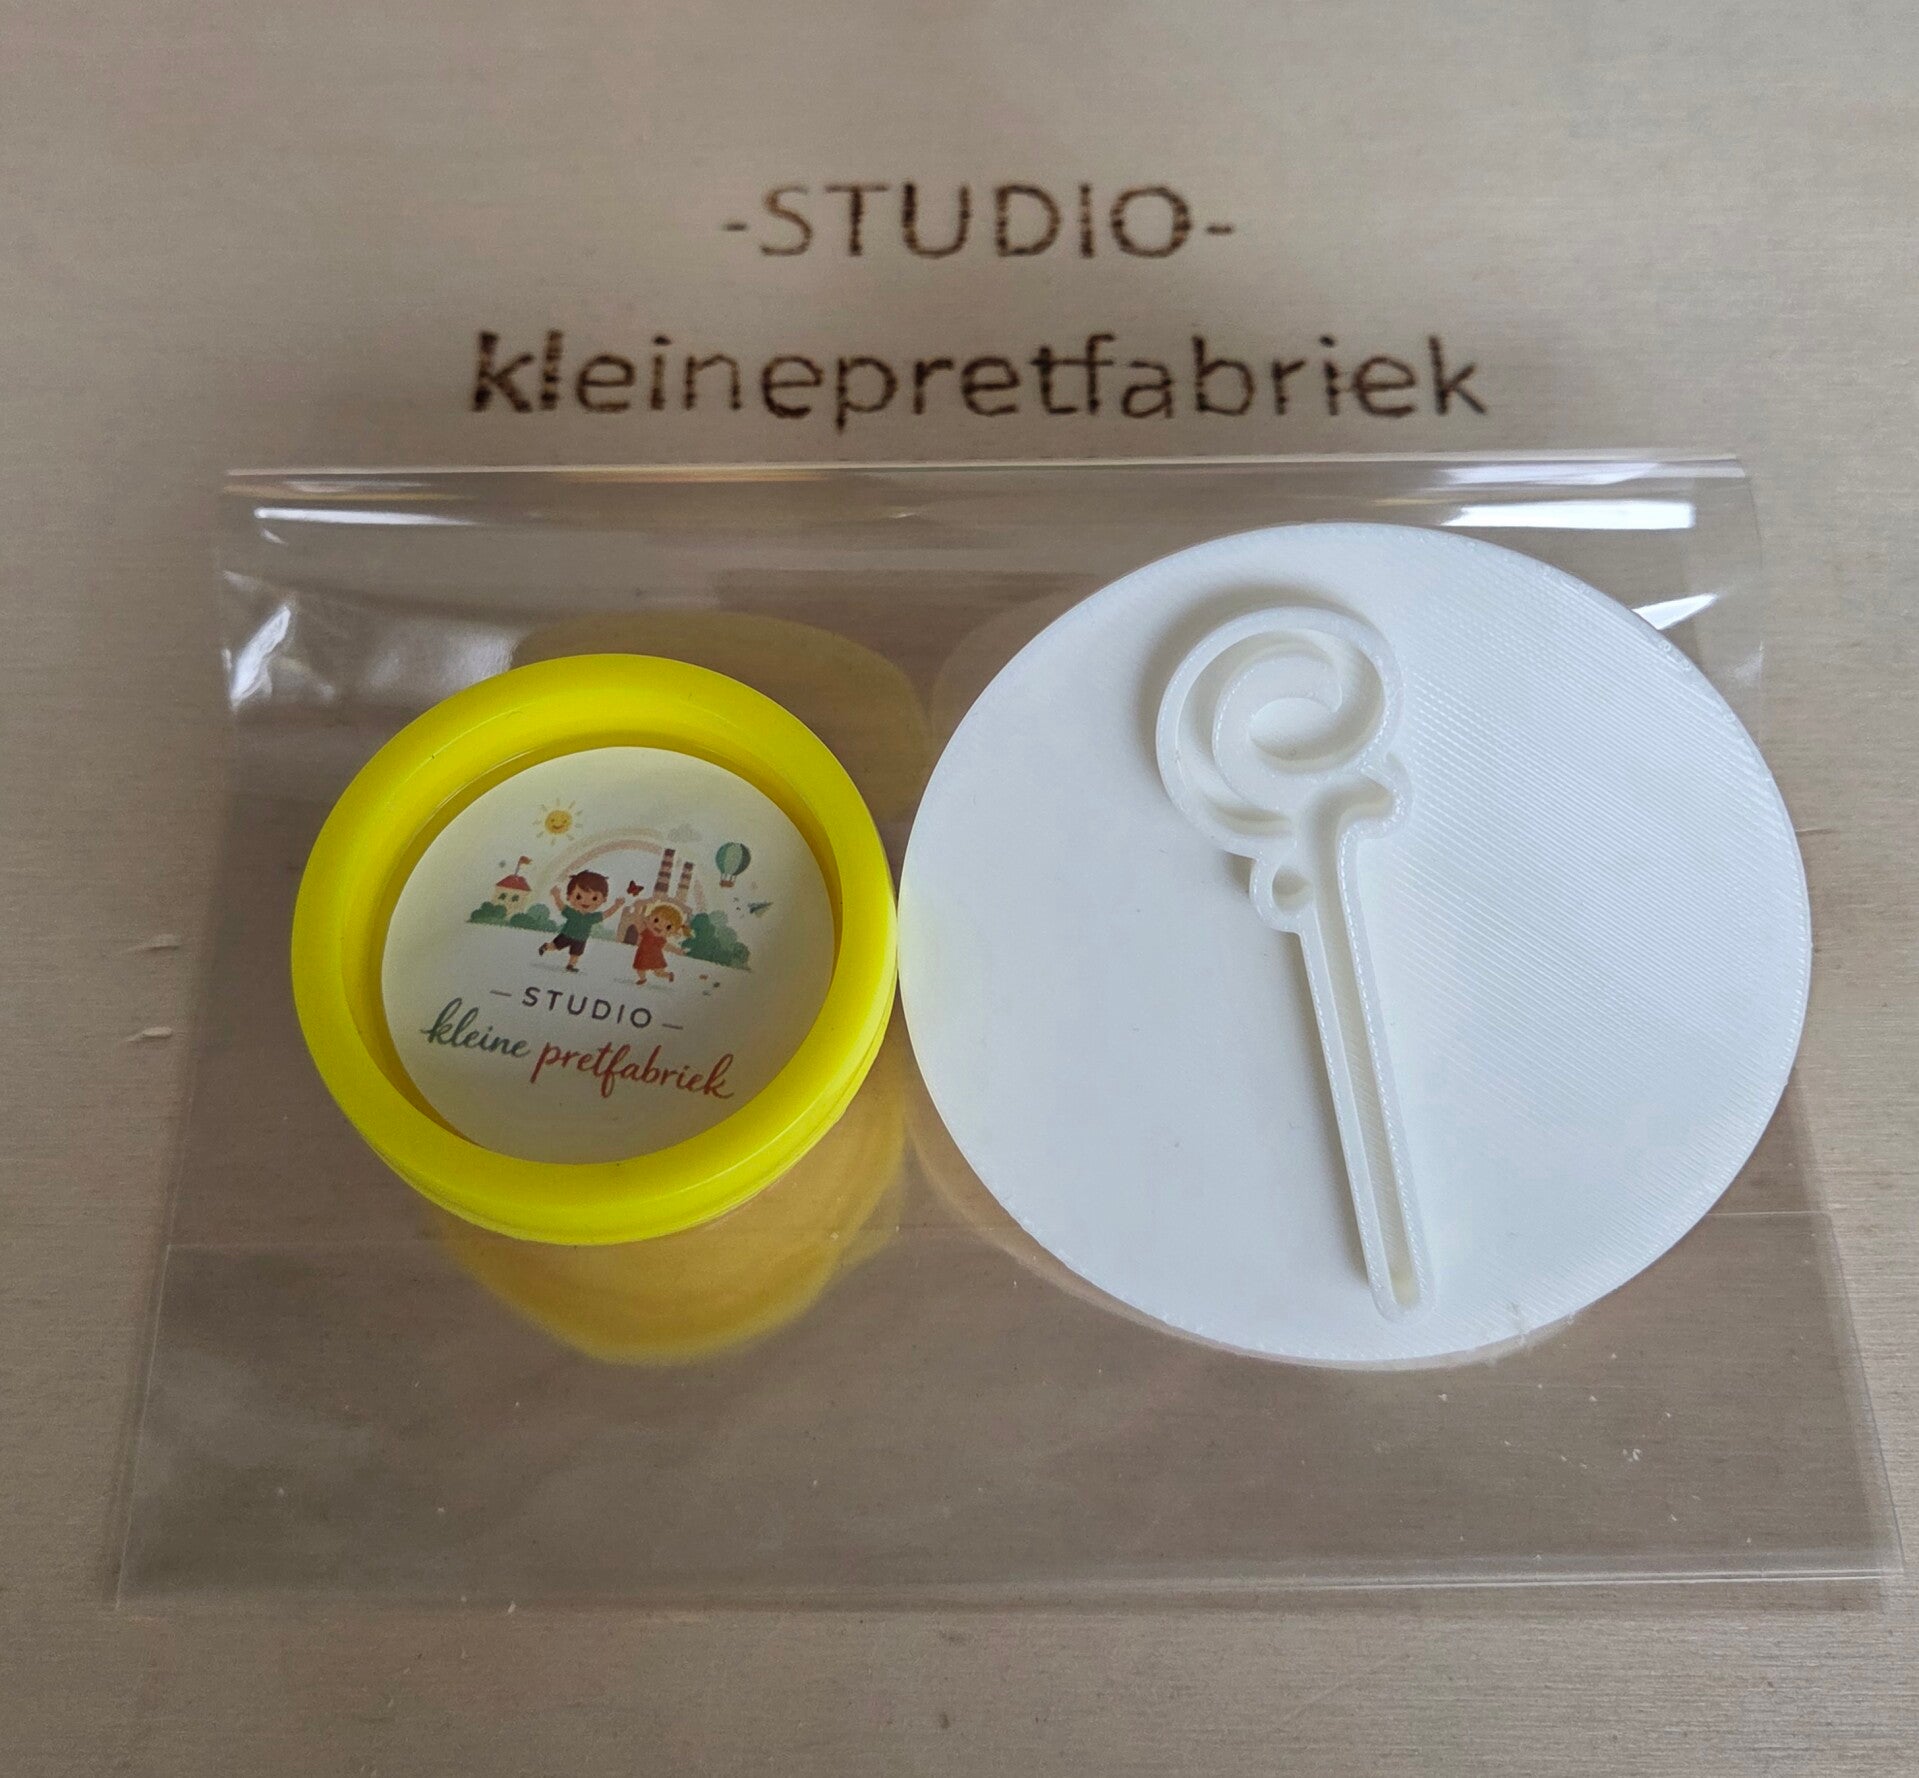 -STUDIO-
kleinepretfabriek
— STUDIO —
kleine pretfabriek